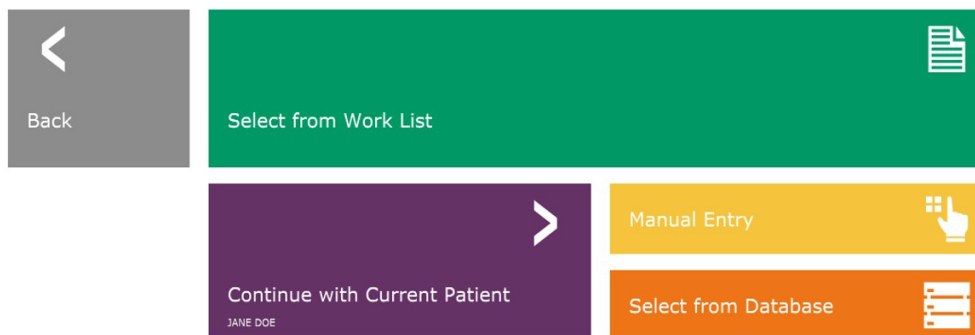 Back
Select from Work List
Continue with Current Patient
JANE DOE
Manual Entry
Select from Database